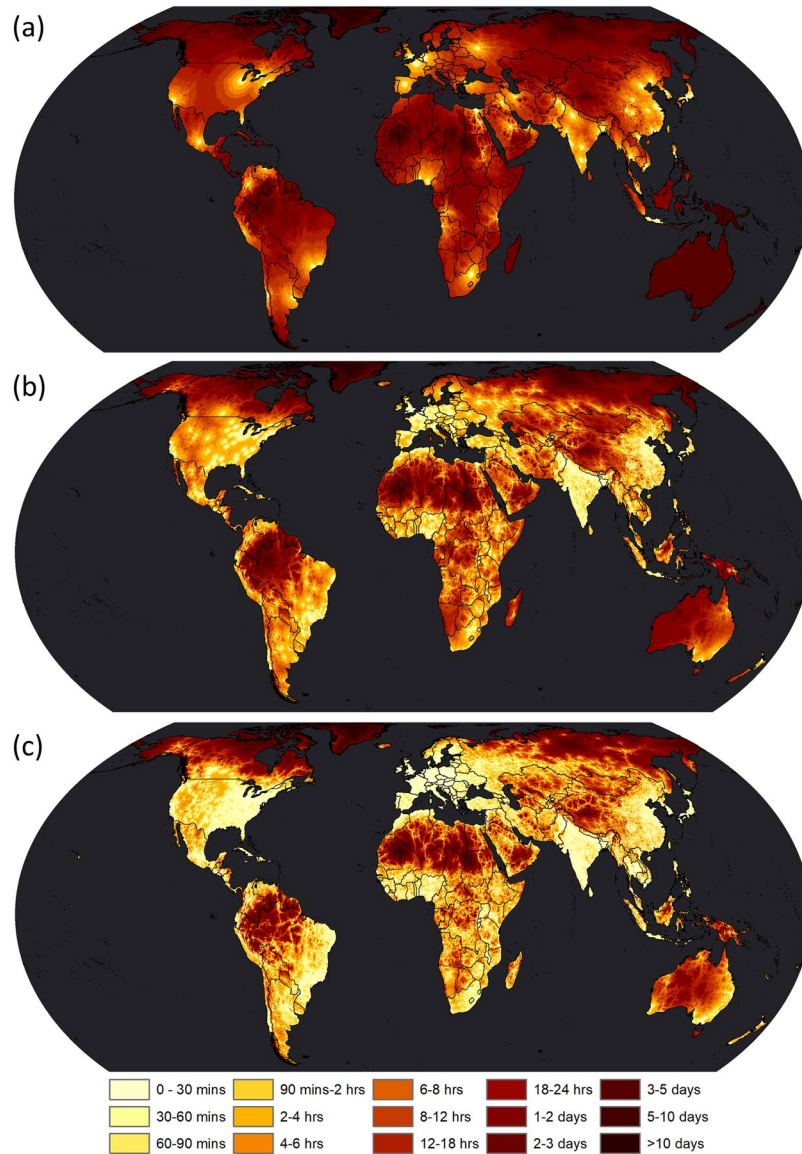 (a)
(b)
(c)
0 - 30 mins 90 mins-2 hrs 6-8 hrs 18-24 hrs 3-5 days
30-60 mins 2-4 hrs 8-12 hrs 1-2 days 5-10 days
60-90 mins 4-6 hrs 12-18 hrs 2-3 days >10 days